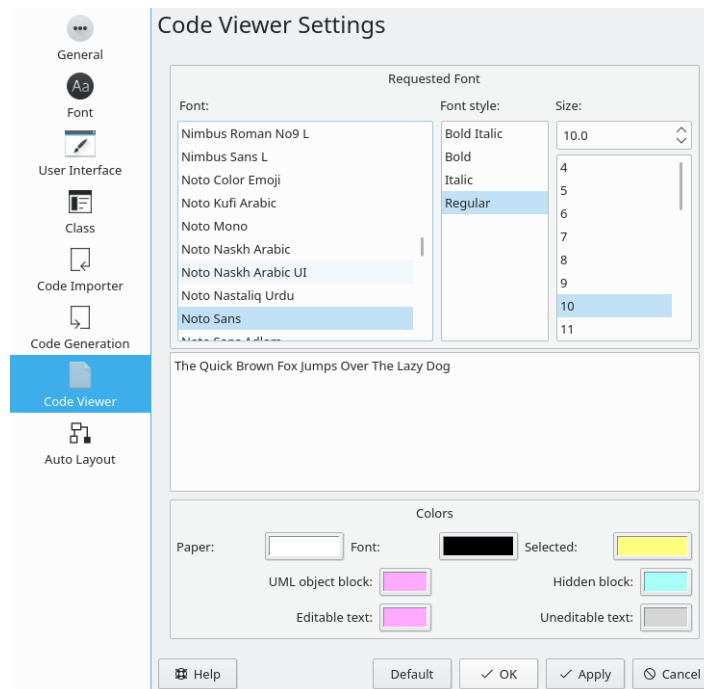 Code Viewer Settings
General
Aa
Font
User Interface
Class
Code Importer
Code Generation
Code Viewer
Auto Layout
Requested Font
Font:
Font style:
Size:
Nimbus Roman No9 L
Nimbus Sans L
Noto Color Emoji
Noto Kufi Arabic
Noto Mono
Noto Naskh Arabic
Noto Naskh Arabic UI
Noto Nastaliq Urdu
Noto Sans
Noto Sans Adlam
Bold Italic
Bold
Italic
Regular
10.0
4
5
6
7
8
9
10
11
The Quick Brown Fox Jumps Over The Lazy Dog
Colors
Paper:
Font:
Selected:
UML object block:
Hidden block:
Editable text:
Uneditable text:
Help
Default
OK
Apply
Cancel